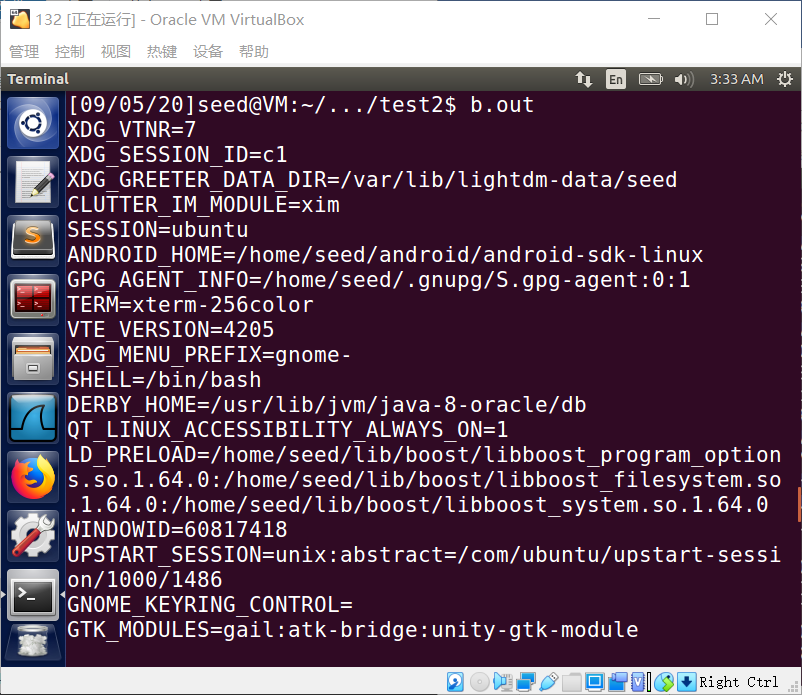 132 [正在运行] - Oracle VM VirtualBox
管理 控制 视图 热键 设备 帮助
Terminal En 3:33 AM
[09/05/20]seed@VM:~/.../test2$ b.out
XDG_VTNR=7
XDG_SESSION_ID=c1
XDG_GREETER_DATA_DIR=/var/lib/lightdm-data/seed
CLUTTER_IM_MODULE=xim
SESSION=ubuntu
ANDROID_HOME=/home/seed/android/android-sdk-linux
GPG_AGENT_INFO=/home/seed/.gnupg/S.gpg-agent:0:1
TERM=xterm-256color
VTE_VERSION=4205
XDG_MENU_PREFIX=gnome-
SHELL=/bin/bash
DERBY_HOME=/usr/lib/jvm/java-8-oracle/db
QT_LINUX_ACCESSIBILITY_ALWAYS_ON=1
LD_PRELOAD=/home/seed/lib/boost/libboost_program_option
s.so.1.64.0:/home/seed/lib/boost/libboost_filesystem.so
.1.64.0:/home/seed/lib/boost/libboost_system.so.1.64.0
WINDOWID=60817418
UPSTART_SESSION=unix:abstract=/com/ubuntu/upstart-sessi
on/1000/1486
GNOME_KEYRING_CONTROL=
GTK_MODULES=gail:atk-bridge:unity-gtk-module
Right Ctrl